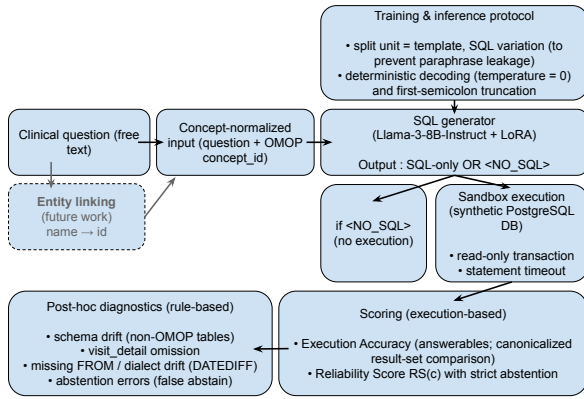 Training & inference protocol
• split unit = template, SQL variation (to
prevent paraphrase leakage)
• deterministic decoding (temperature = 0)
and first-semicolon truncation
Clinical question (free
text)
Concept-normalized
input (question + OMOP
concept_id)
SQL generator
(Llama-3-8B-Instruct + LoRA)
Output : SQL-only OR <NO_SQL>
Entity linking
(future work)
name → id
if <NO_SQL>
(no execution)
Sandbox execution
(synthetic PostgreSQL
DB)
• read-only transaction
• statement timeout
Post-hoc diagnostics (rule-based)
• schema drift (non-OMOP tables)
• visit_detail omission
• missing FROM / dialect drift (DATEDIFF)
• abstention errors (false abstain)
Scoring (execution-based)
• Execution Accuracy (answerables; canonicalized
result-set comparison)
• Reliability Score RS(c) with strict abstention